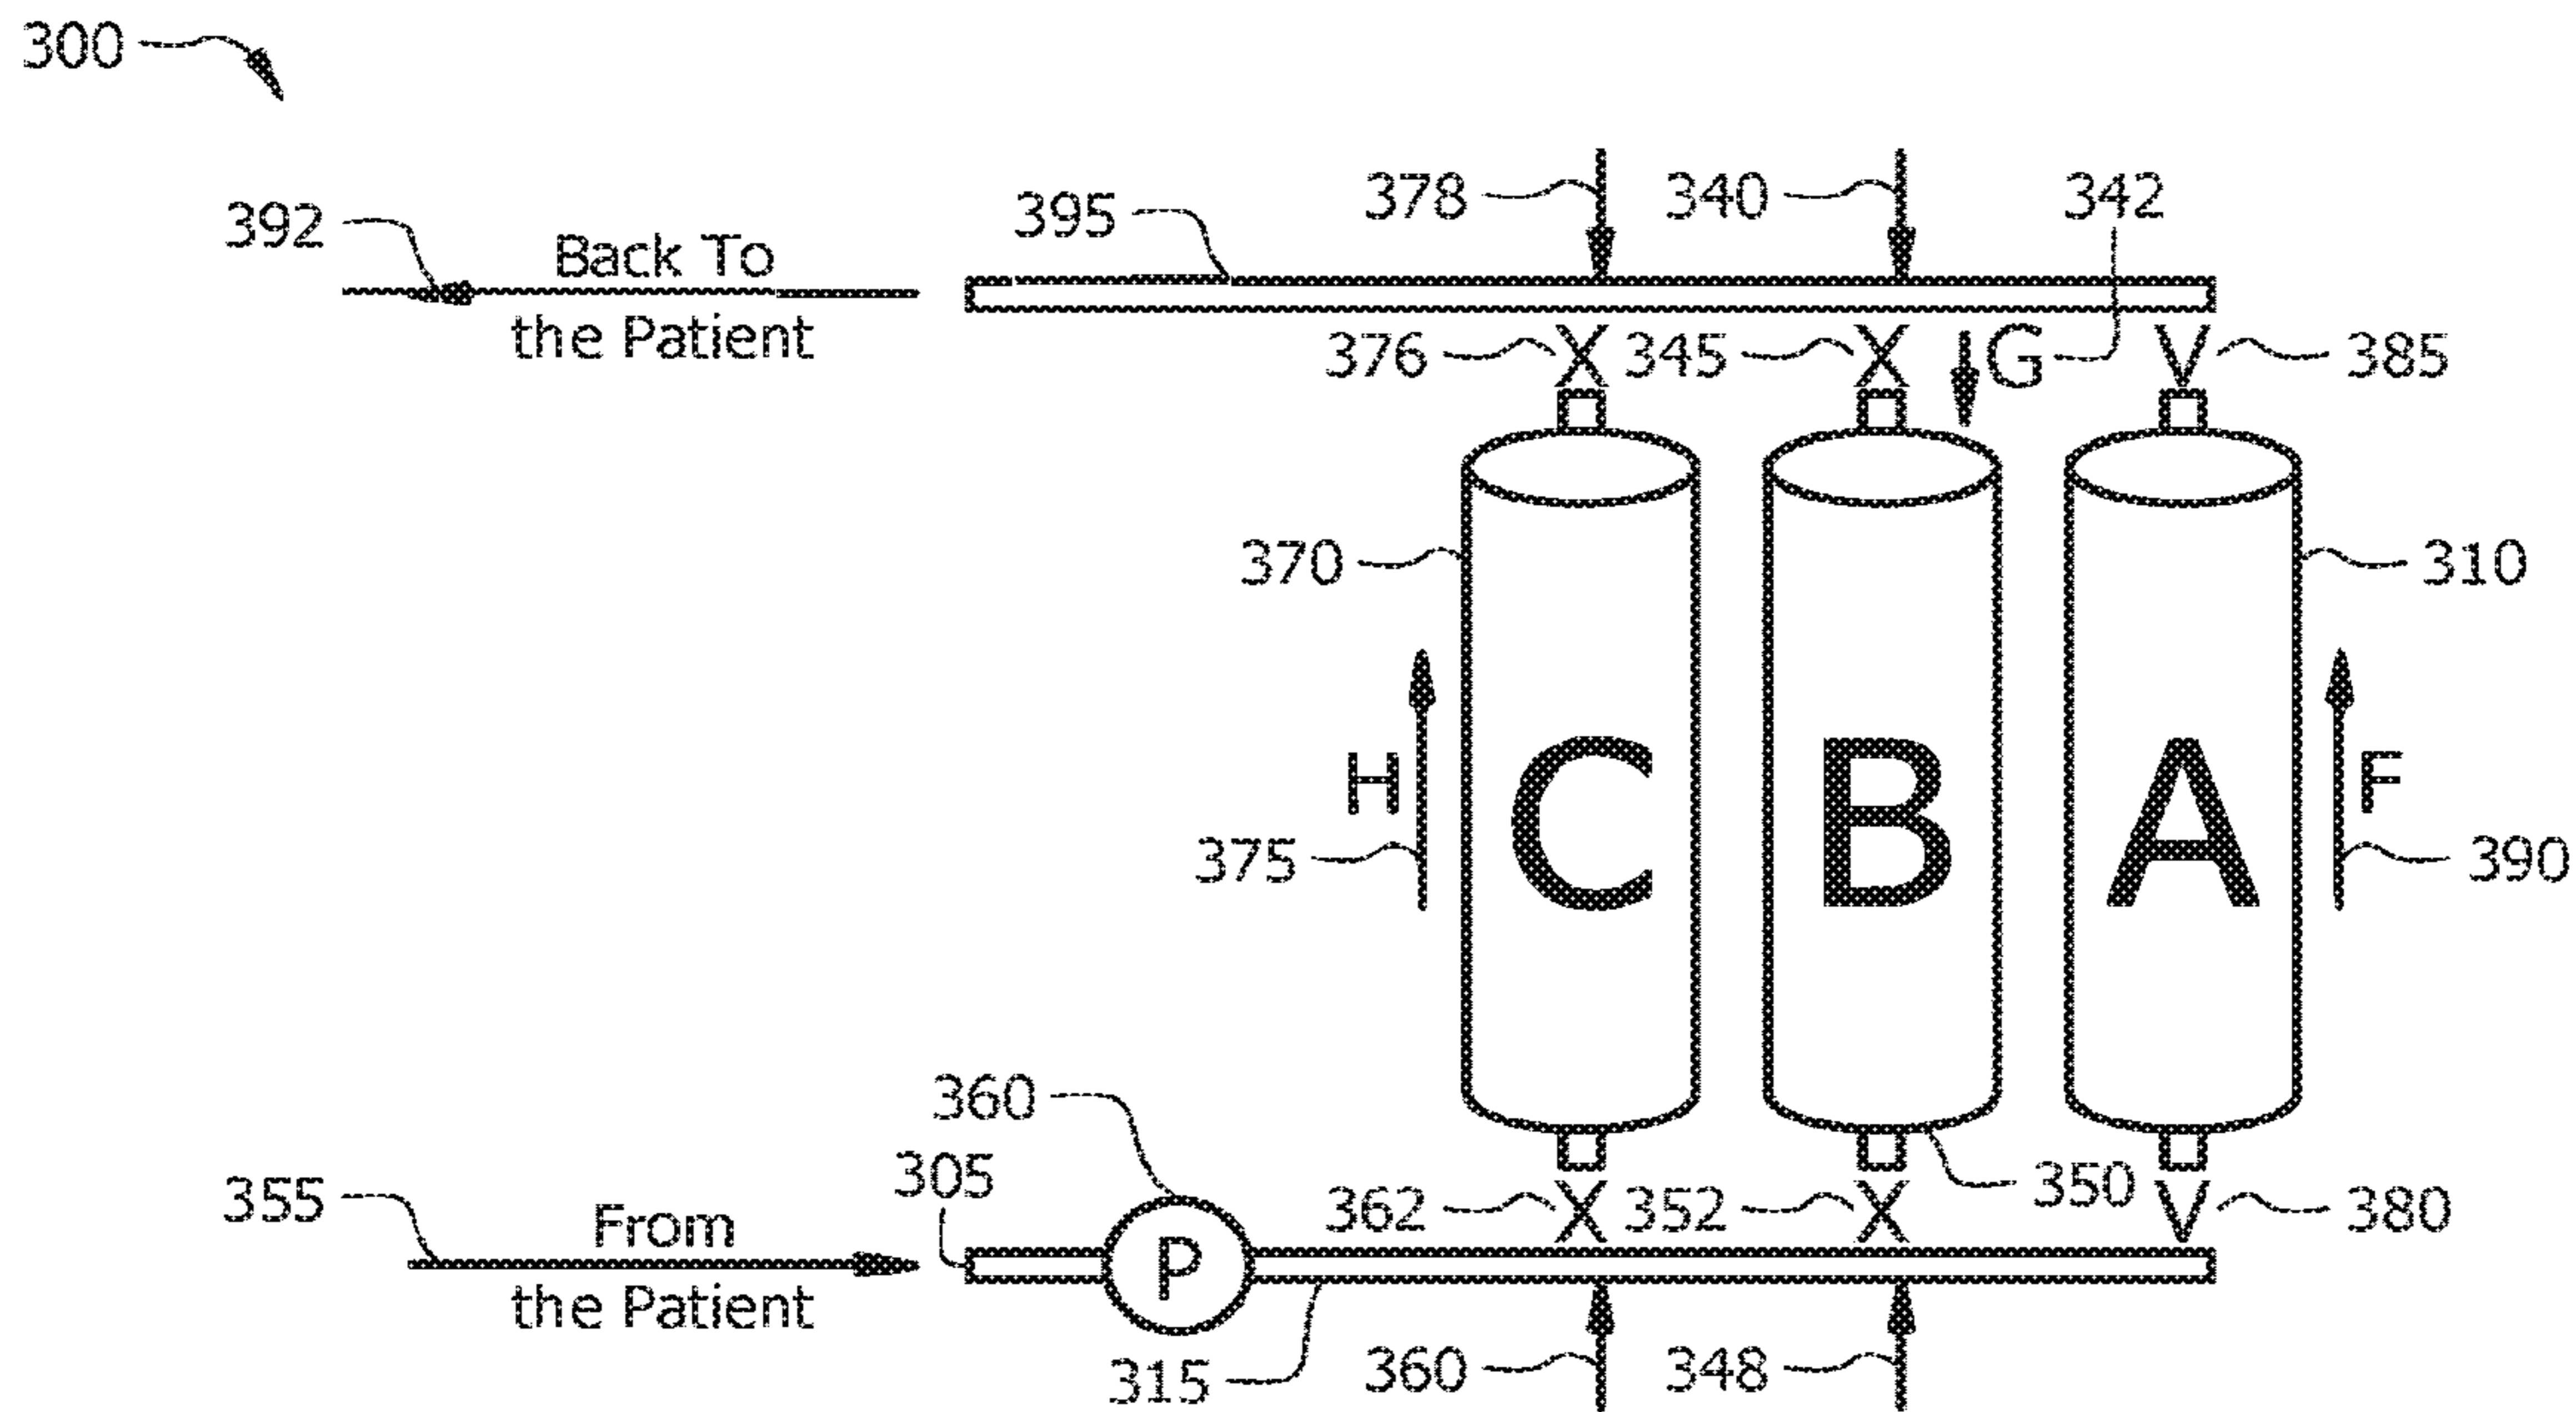 300
378 340 342
392 Back To 395
the Patient
376 X 345 X G V 385
370 310
H C B A F
375 390
360
305 350
355 From P 362 X 352 X V 380
the Patient
315 360 348